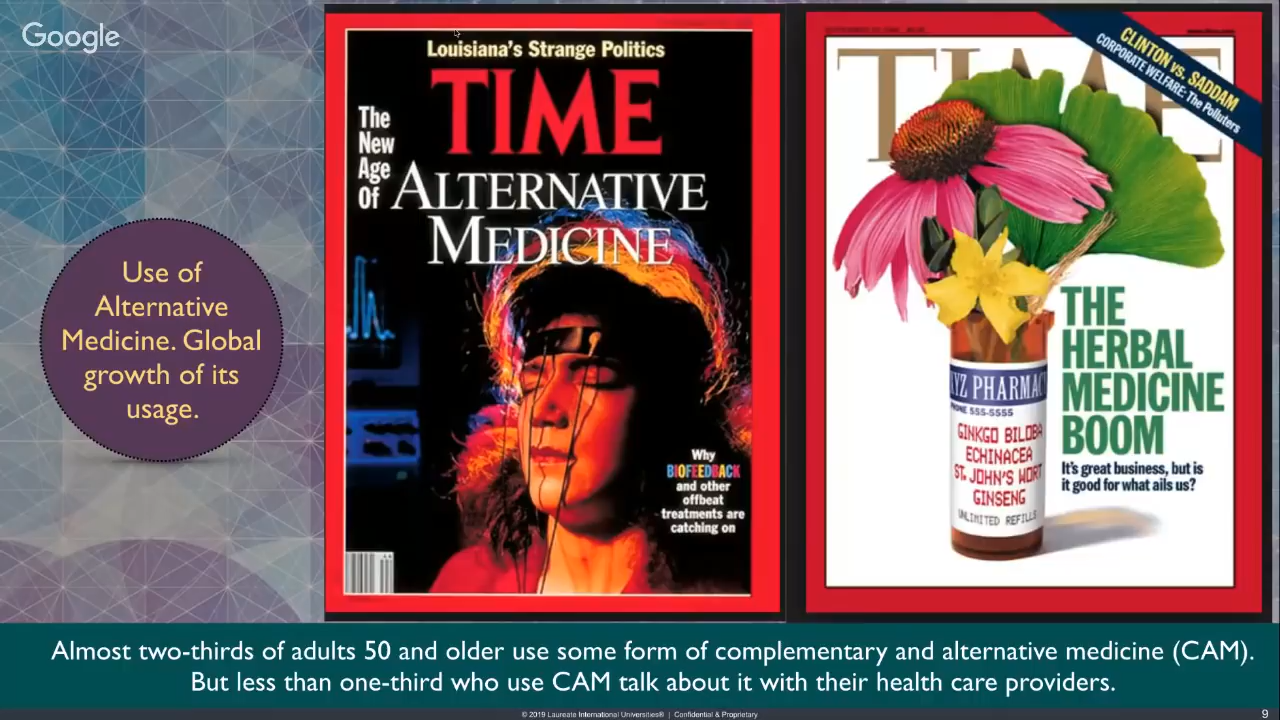 Google
Use of
Alternative
Medicine. Global
growth of its
usage.
Louisiana's Strange Politics
TIME
The
New
Age
Of
ALTERNATIVE
MEDICINE
Why
BIOFEEDBACK
and other
offbeat
treatments are
catching on
CLINTON vs. SADDAM
CORPORATE WELFARE: The Polluters
TIME
THE
HERBAL
MEDICINE
BOOM
It's great business, but is
it good for what ails us?
XYZ PHARMACY
PHONE 555-5555
GINKGO BILOBA
ECHINACEA
ST. JOHN'S WORT
GINSENG
UNLIMITED REFILLS
Almost two-thirds of adults 50 and older use some form of complementary and alternative medicine (CAM).
But less than one-third who use CAM talk about it with their health care providers.
© 2019 Laureate International Universities® | Confidential & Proprietary
9